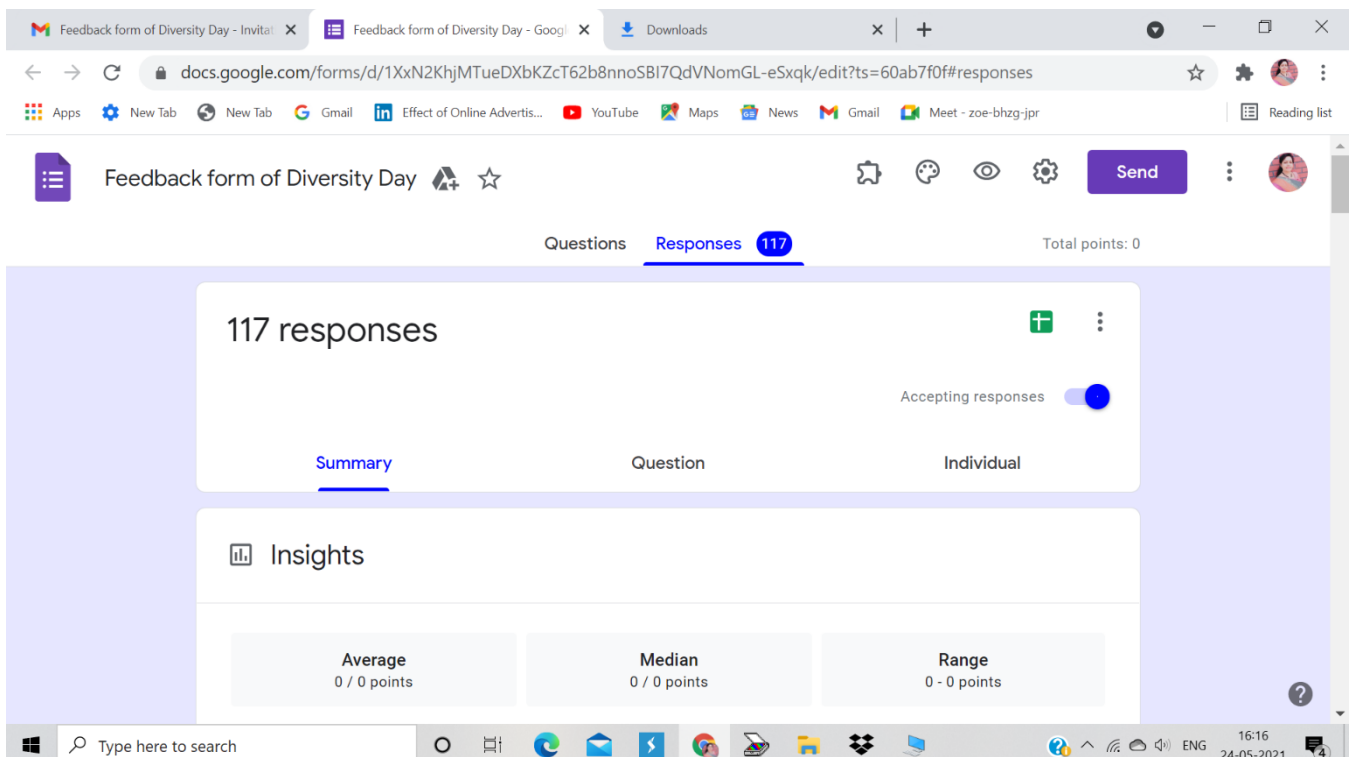 Feedback form of Diversity Day - Invitat
Feedback form of Diversity Day - Googl
Downloads
docs.google.com/forms/d/1XxN2KhjMTueDXbKZcT62b8nnoSBI7QdVNomGL-eSxqk/edit?ts=60ab7f0f#responses
Apps New Tab New Tab Gmail Effect of Online Advertis... YouTube Maps News Gmail Meet - zoe-bhzg-jpr Reading list
Feedback form of Diversity Day
Send
Questions Responses 117 Total points: 0
117 responses
Accepting responses
Summary Question Individual
Insights
Average Median Range
0 / 0 points 0 / 0 points 0 - 0 points
Type here to search
ENG
16:16
24-05-2021
4